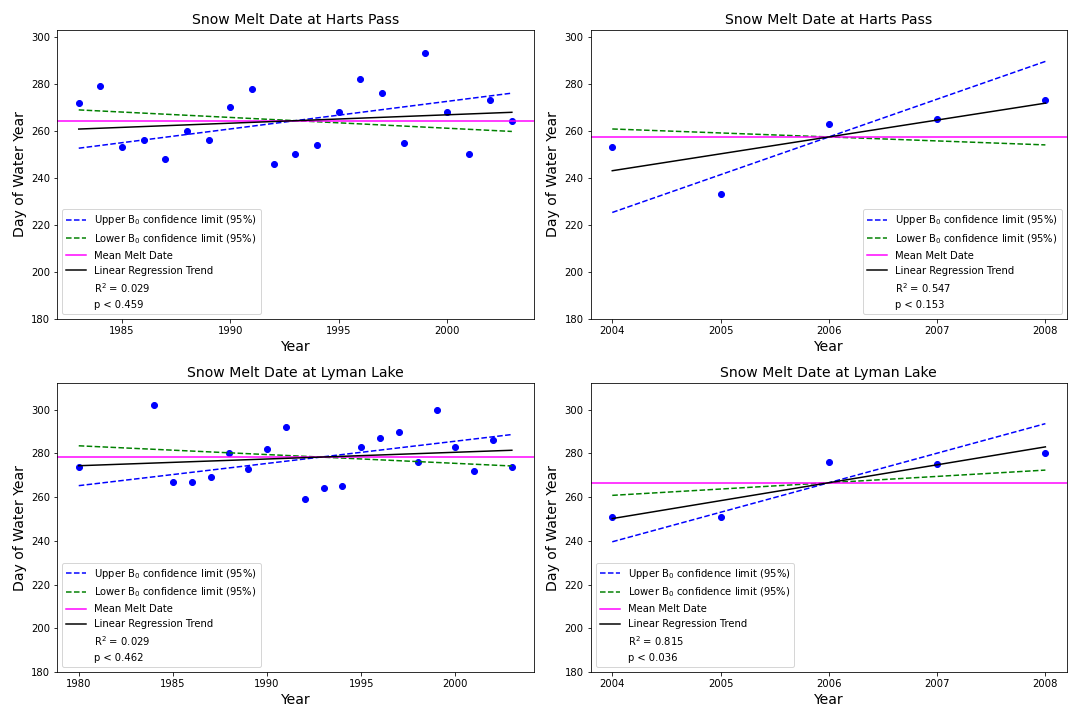 Snow Melt Date at Harts Pass
300
280
260
240
220
200
180
Day of Water Year
1985 1990 1995 2000
Year
Upper B₀ confidence limit (95%)
Lower B₀ confidence limit (95%)
Mean Melt Date
Linear Regression Trend
R² = 0.029
p < 0.459
Snow Melt Date at Harts Pass
300
280
260
240
220
200
180
Day of Water Year
2004 2005 2006 2007 2008
Year
Upper B₀ confidence limit (95%)
Lower B₀ confidence limit (95%)
Mean Melt Date
Linear Regression Trend
R² = 0.547
p < 0.153
Snow Melt Date at Lyman Lake
300
280
260
240
220
200
180
Day of Water Year
1980 1985 1990 1995 2000
Year
Upper B₀ confidence limit (95%)
Lower B₀ confidence limit (95%)
Mean Melt Date
Linear Regression Trend
R² = 0.029
p < 0.462
Snow Melt Date at Lyman Lake
300
280
260
240
220
200
180
Day of Water Year
2004 2005 2006 2007 2008
Year
Upper B₀ confidence limit (95%)
Lower B₀ confidence limit (95%)
Mean Melt Date
Linear Regression Trend
R² = 0.815
p < 0.036